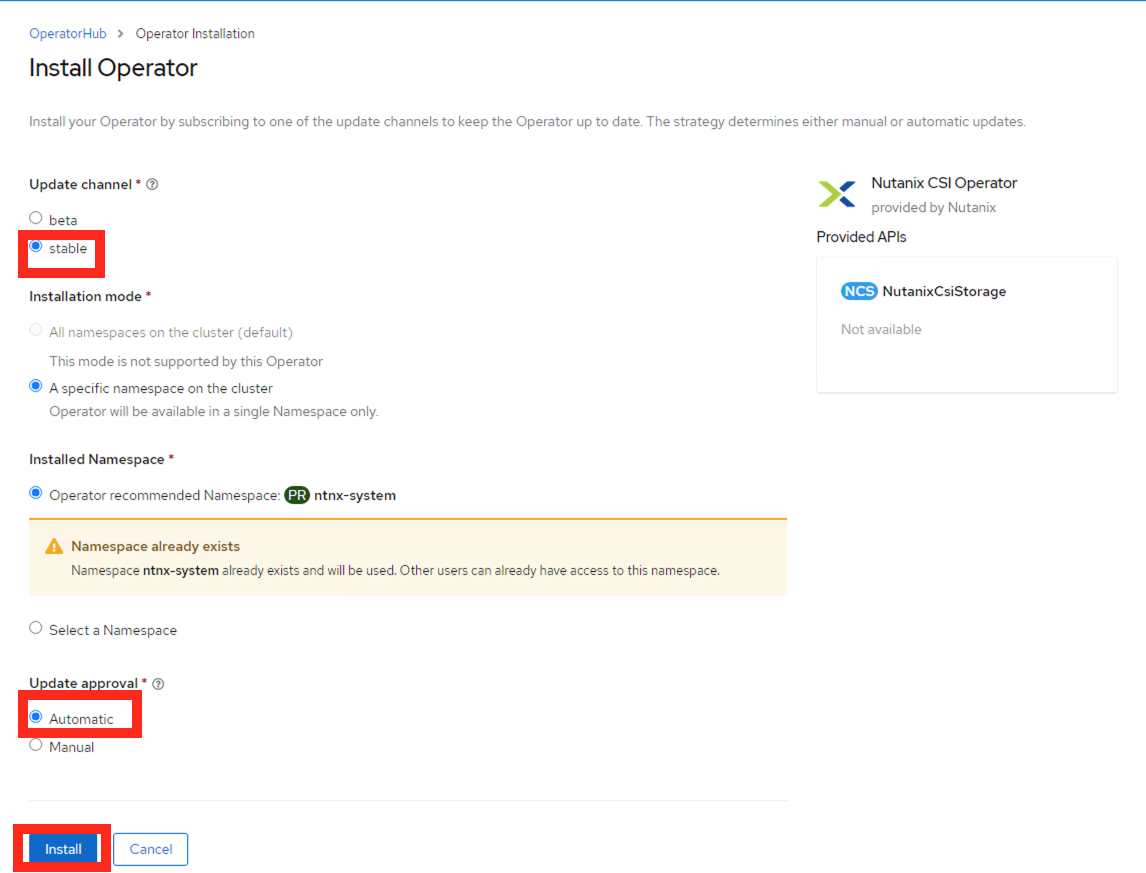 OperatorHub > Operator Installation
Install Operator
Install your Operator by subscribing to one of the update channels to keep the Operator up to date. The strategy determines either manual or automatic updates.
Update channel *
beta
stable
Installation mode *
All namespaces on the cluster (default)
This mode is not supported by this Operator
A specific namespace on the cluster
Operator will be available in a single Namespace only.
Installed Namespace *
Operator recommended Namespace: PR ntnx-system
Namespace already exists
Namespace ntnx-system already exists and will be used. Other users can already have access to this namespace.
Select a Namespace
Update approval *
Automatic
Manual
Install
Cancel
Nutanix CSI Operator
provided by Nutanix
Provided APIs
NCS NutanixCsiStorage
Not available